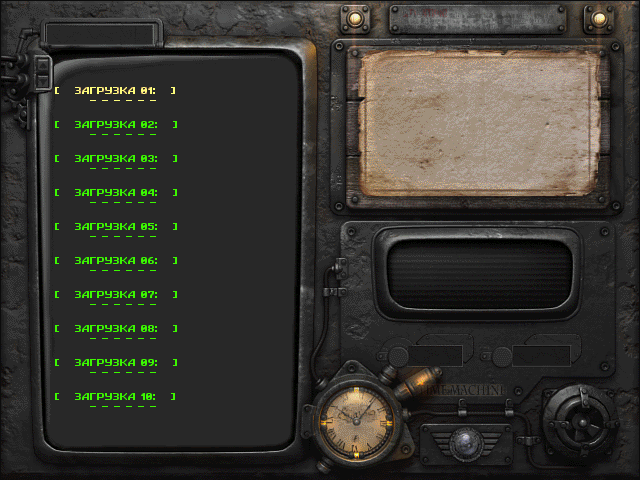 [ ЗАГРУЗКА 01: ]
[ ЗАГРУЗКА 02: ]
[ ЗАГРУЗКА 03: ]
[ ЗАГРУЗКА 04: ]
[ ЗАГРУЗКА 05: ]
[ ЗАГРУЗКА 06: ]
[ ЗАГРУЗКА 07: ]
[ ЗАГРУЗКА 08: ]
[ ЗАГРУЗКА 09: ]
[ ЗАГРУЗКА 10: ]